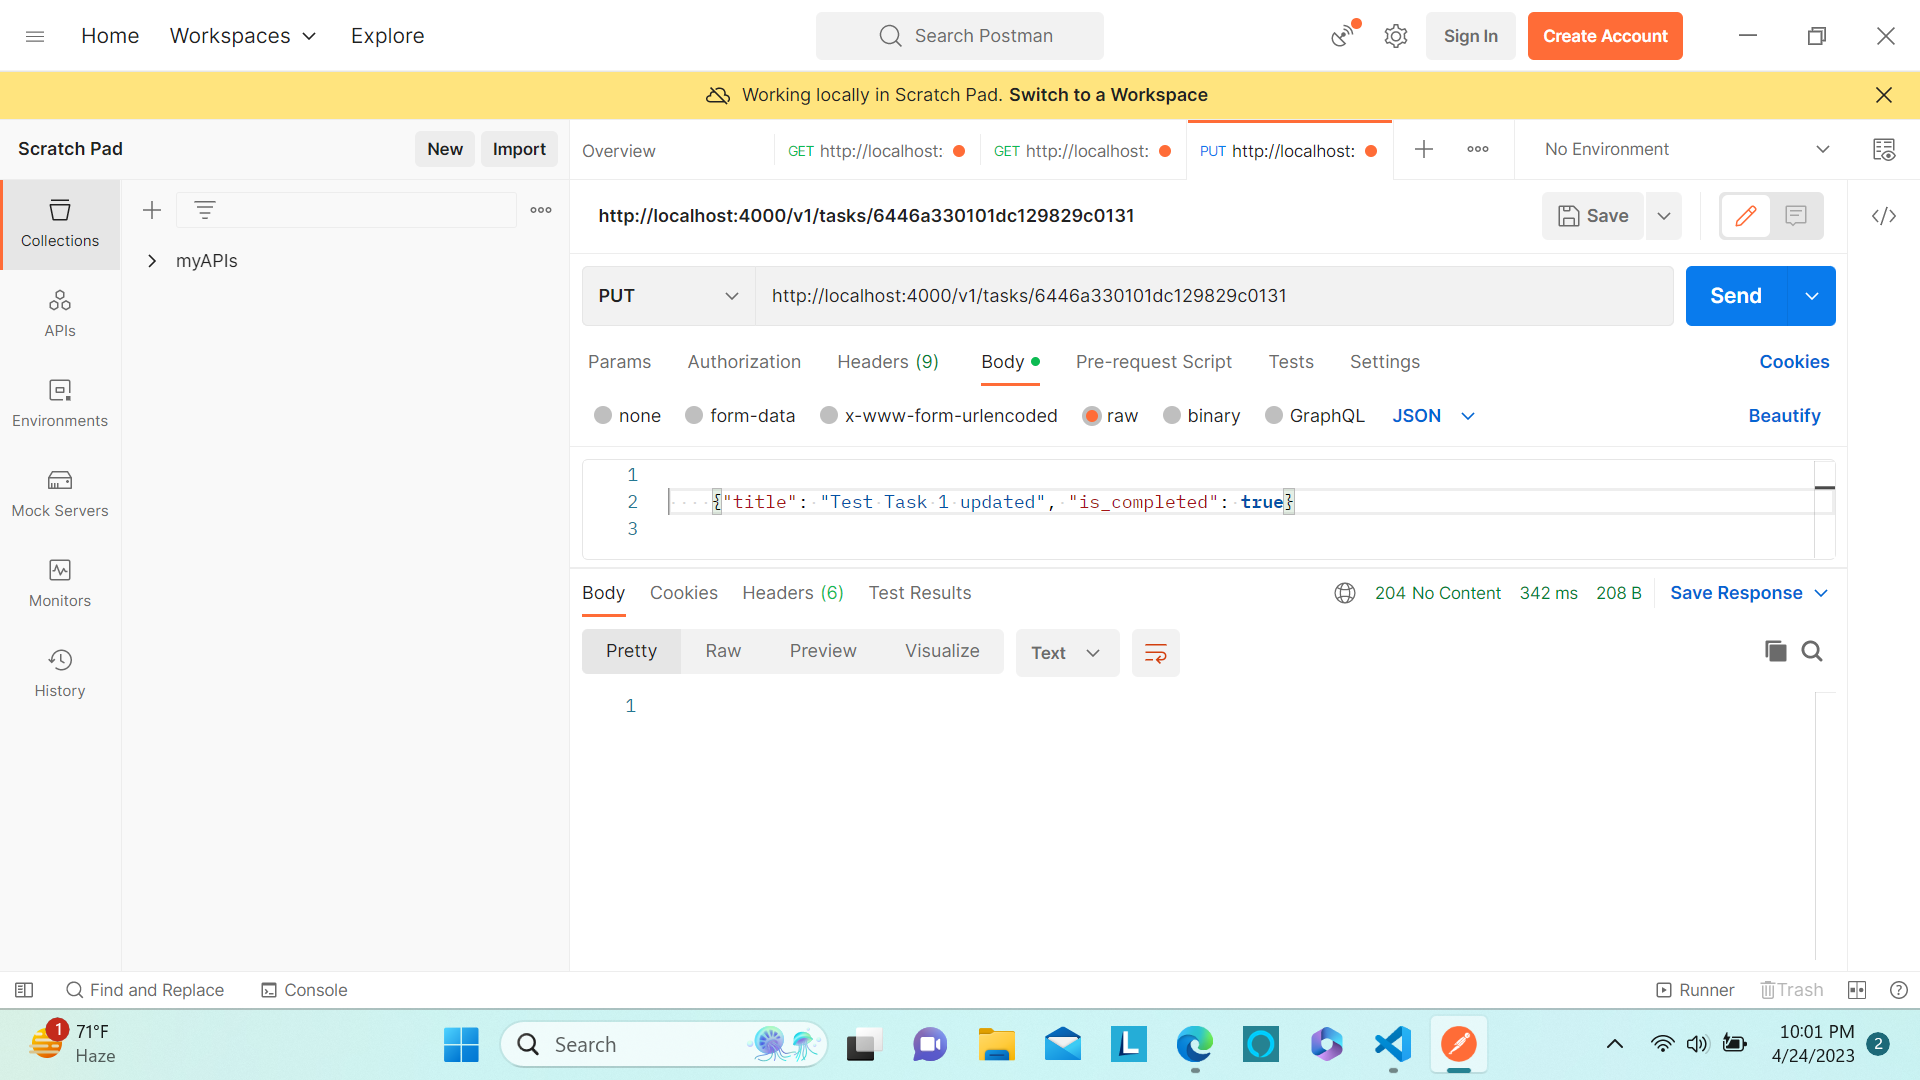 Home Workspaces Explore
Search Postman
Sign In Create Account
Working locally in Scratch Pad. Switch to a Workspace
Scratch Pad New Import
Overview GET http://localhost: GET http://localhost: PUT http://localhost: No Environment
http://localhost:4000/v1/tasks/6446a330101dc129829c0131 Save
Collections
myAPIs
APIs
Environments
Mock Servers
Monitors
History
PUT http://localhost:4000/v1/tasks/6446a330101dc129829c0131 Send
Params Authorization Headers (9) Body Pre-request Script Tests Settings Cookies
none form-data x-www-form-urlencoded raw binary GraphQL JSON Beautify
1
2 {"title": "Test Task 1 updated", "is_completed": true}
3
Body Cookies Headers (6) Test Results 204 No Content 342 ms 208 B Save Response
Pretty Raw Preview Visualize Text
1
Find and Replace Console Runner Trash
1 71°F
Haze
Search
L
10:01 PM
4/24/2023 2